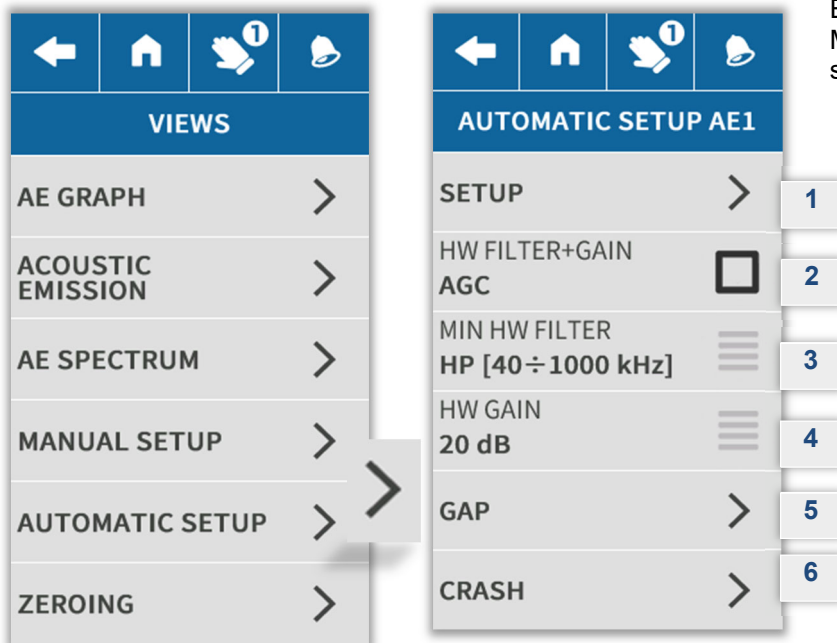 1
VIEWS
AE GRAPH
ACOUSTIC
EMISSION
AE SPECTRUM
MANUAL SETUP
AUTOMATIC SETUP
ZEROING
1
AUTOMATIC SETUP AE1
SETUP
1
HW FILTER+GAIN
AGC
2
MIN HW FILTER
HP [40÷1000 kHz]
3
HW GAIN
20 dB
4
GAP
5
CRASH
6